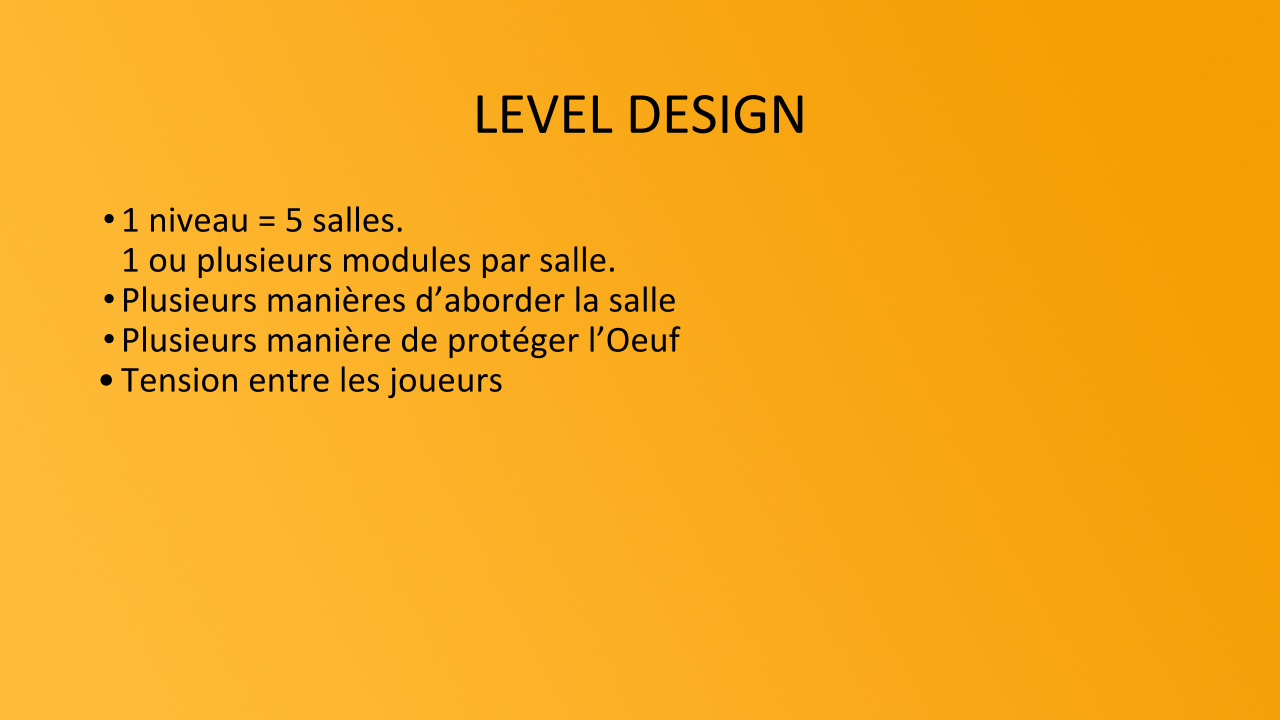 LEVEL DESIGN
• 1 niveau = 5 salles.
1 ou plusieurs modules par salle.
• Plusieurs manières d’aborder la salle
• Plusieurs manière de protéger l’Oeuf
• Tension entre les joueurs